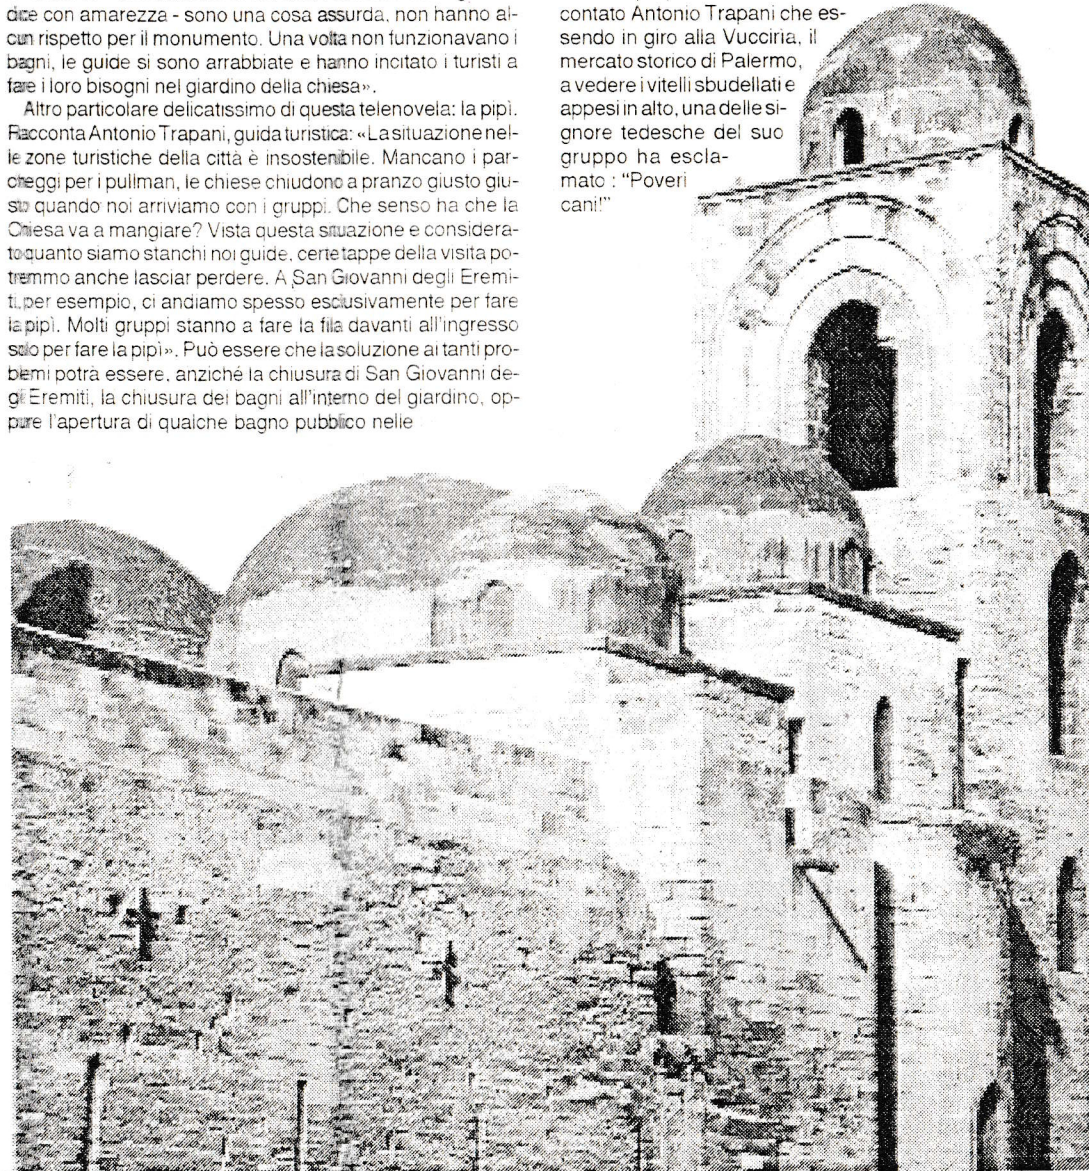 dice con amarezza - sono una cosa assurda, non hanno al-
cun rispetto per il monumento. Una volta non funzionavano i
bagni, le guide si sono arrabbiate e hanno incitato i turisti a
fare i loro bisogni nel giardino della chiesa».
Altro particolare delicatissimo di questa telenovela: la pipì.
Racconta Antonio Trapani, guida turistica: «La situazione nel-
le zone turistiche della città è insostenibile. Mancano i par-
cheggi per i pullman, le chiese chiudono a pranzo giusto giu-
sto quando noi arriviamo con i gruppi. Che senso ha che la
Chiesa va a mangiare? Vista questa situazione e considera-
to quanto siamo stanchi noi guide, certe tappe della visita po-
tremmo anche lasciar perdere. A San Giovanni degli Eremi-
ti, per esempio, ci andiamo spesso esclusivamente per fare
la pipì. Molti gruppi stanno a fare la fila davanti all'ingresso
solo per fare la pipì». Può essere che la soluzione ai tanti pro-
blemi potrà essere, anziché la chiusura di San Giovanni de-
gli Eremiti, la chiusura dei bagni all'interno del giardino, op-
pure l'apertura di qualche bagno pubblico nelle
contato Antonio Trapani che es-
sendo in giro alla Vucciria, il
mercato storico di Palermo,
a vedere i vitelli sbudellati e
appesi in alto, una delle si-
gnore tedesche del suo
gruppo ha escla-
mato : "Poveri
cani!"